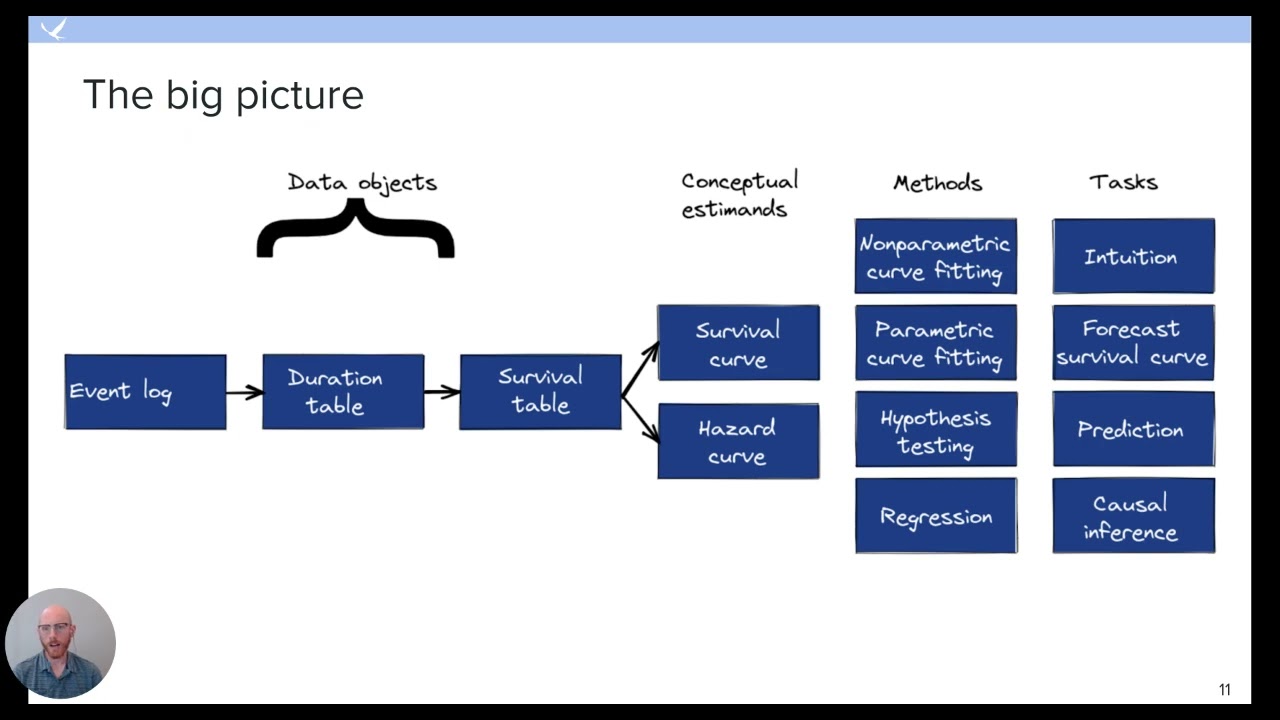 The big picture
Data objects
Conceptual
estimands
Methods
Tasks
Event log
Duration
table
Survival
table
Survival
curve
Hazard
curve
Nonparametric
curve fitting
Parametric
curve fitting
Hypothesis
testing
Regression
Intuition
Forecast
survival curve
Prediction
Causal
inference
11